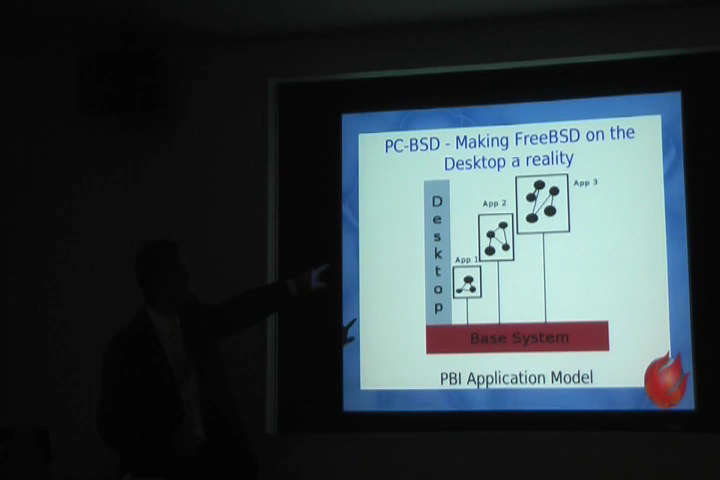 PC-BSD - Making FreeBSD on the
Desktop a reality
App 3
App 2
Desktop
App 1
Base System
PBI Application Model